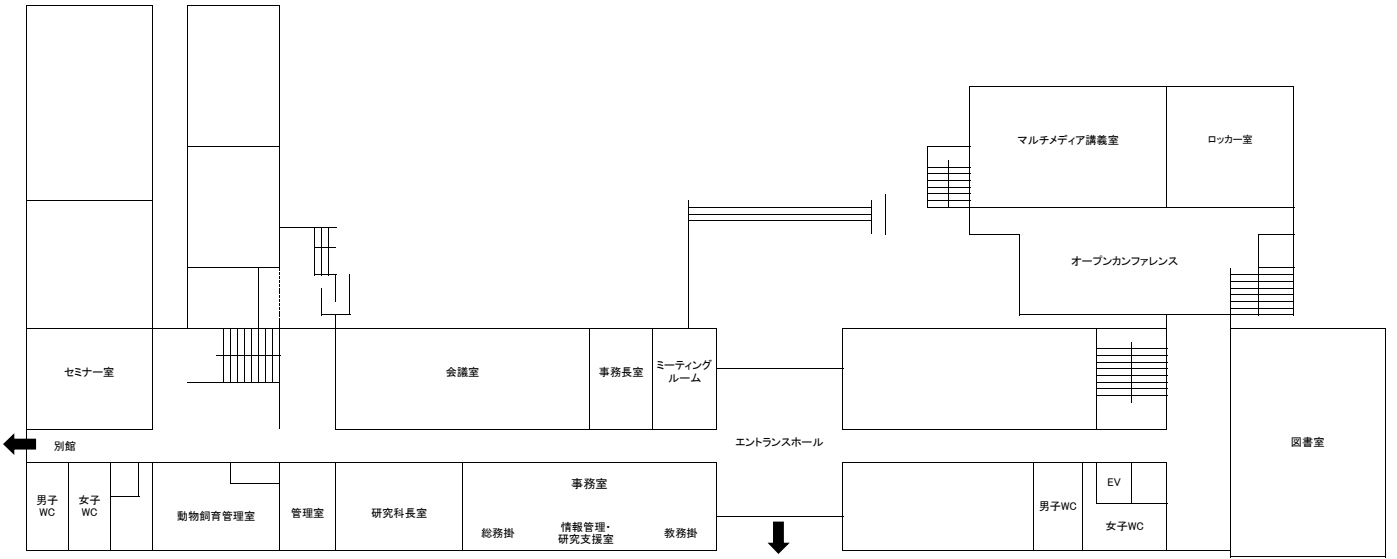 マルチメディア講義室
ロッカー室
オープンカンファレンス
セミナー室
会議室
事務長室
ミーティング
ルーム
別館
エントランスホール
図書室
男子
WC
女子
WC
動物飼育管理室
管理室
研究科長室
事務室
総務掛
情報管理・
研究支援室
教務掛
男子WC
EV
女子WC